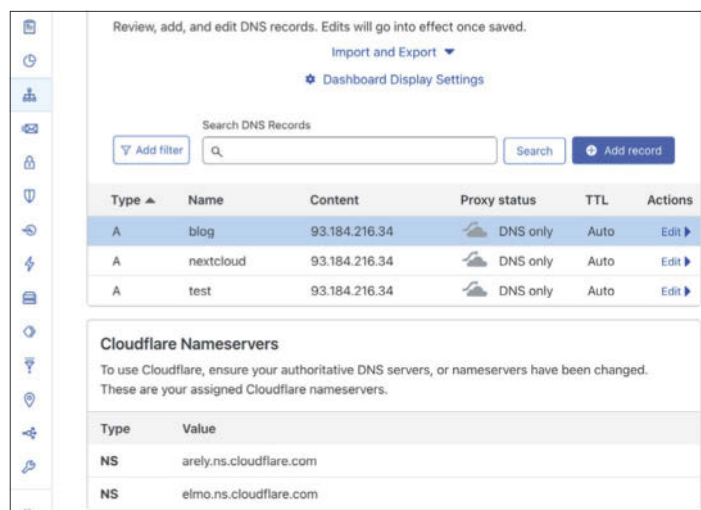 Review, add, and edit DNS records. Edits will go into effect once saved.
Import and Export
Dashboard Display Settings
Search DNS Records
Add filter
Search
Add record
Type Name Content Proxy status TTL Actions
A blog 93.184.216.34 DNS only Auto Edit
A nextcloud 93.184.216.34 DNS only Auto Edit
A test 93.184.216.34 DNS only Auto Edit
Cloudflare Nameservers
To use Cloudflare, ensure your authoritative DNS servers, or nameservers have been changed.
These are your assigned Cloudflare nameservers.
Type Value
NS arely.ns.cloudflare.com
NS elmo.ns.cloudflare.com